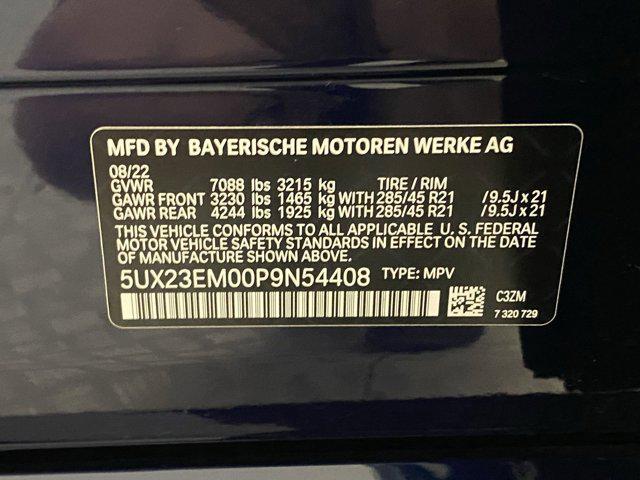 MFD BY BAYERISCHE MOTOREN WERKE AG
08/22
GVWR 7088 lbs 3215 kg TIRE / RIM
GAWR FRONT 3230 lbs 1465 kg WITH 285/45 R21 / 9.5J x 21
GAWR REAR 4244 lbs 1925 kg WITH 285/45 R21 / 9.5J x 21
THIS VEHICLE CONFORMS TO ALL APPLICABLE U. S. FEDERAL
MOTOR VEHICLE SAFETY STANDARDS IN EFFECT ON THE DATE
OF MANUFACTURE SHOWN ABOVE.
5UX23EM00P9N54408 TYPE: MPV
C3ZM
7 320 729